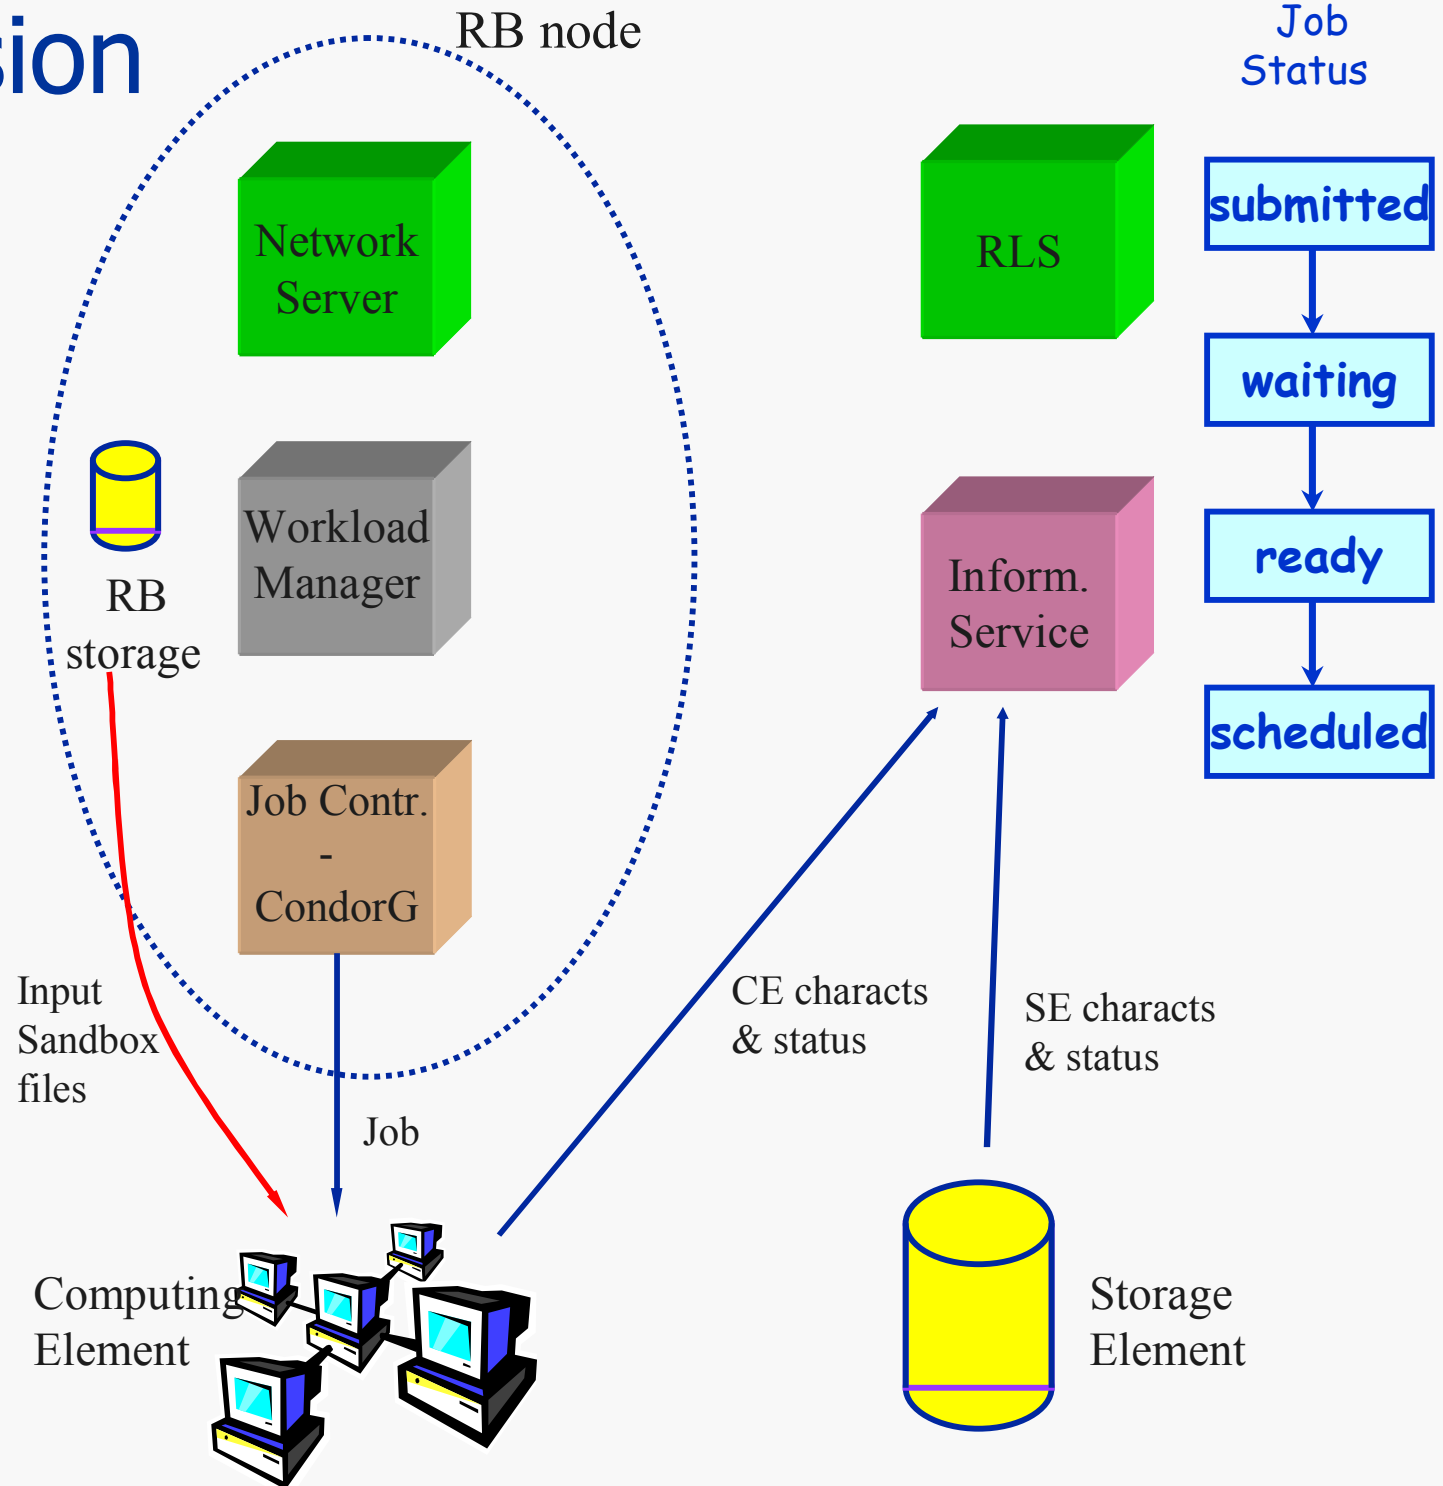 sion
RB node
Job
Status
Network
Server
RLS
submitted
waiting
Workload
Manager
RB
storage
Inform.
Service
ready
scheduled
Job Contr.
-
CondorG
Input
Sandbox
files
CE characts
& status
SE characts
& status
Job
Computing
Element
Storage
Element